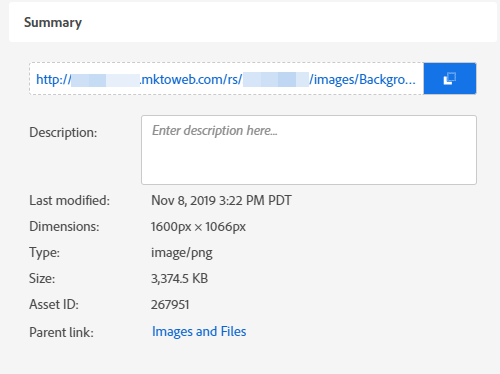 Summary
http:// .mktoweb.com/rs/ /images/Backgro...
Description: Enter description here...
Last modified: Nov 8, 2019 3:22 PM PDT
Dimensions: 1600px × 1066px
Type: image/png
Size: 3,374.5 KB
Asset ID: 267951
Parent link: Images and Files